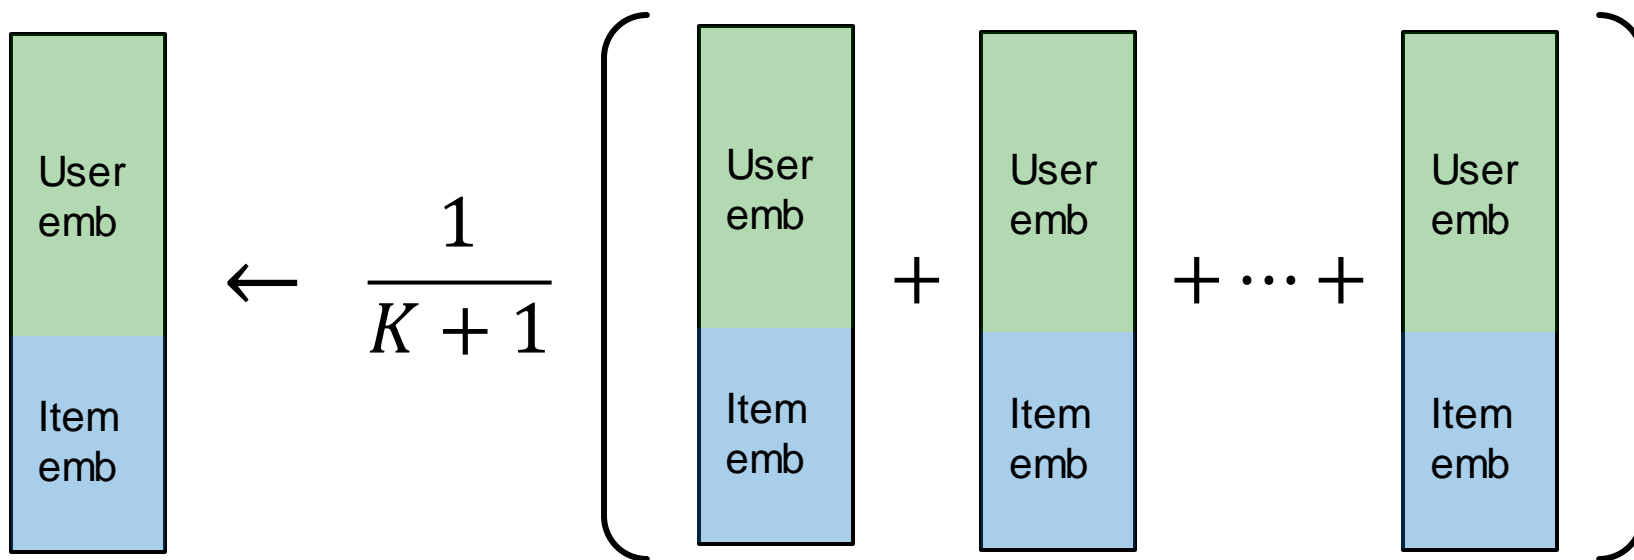 User
emb
Item
emb
←
1
K + 1
(
User
emb
Item
emb
+
User
emb
Item
emb
+ ⋯ +
User
emb
Item
emb
)